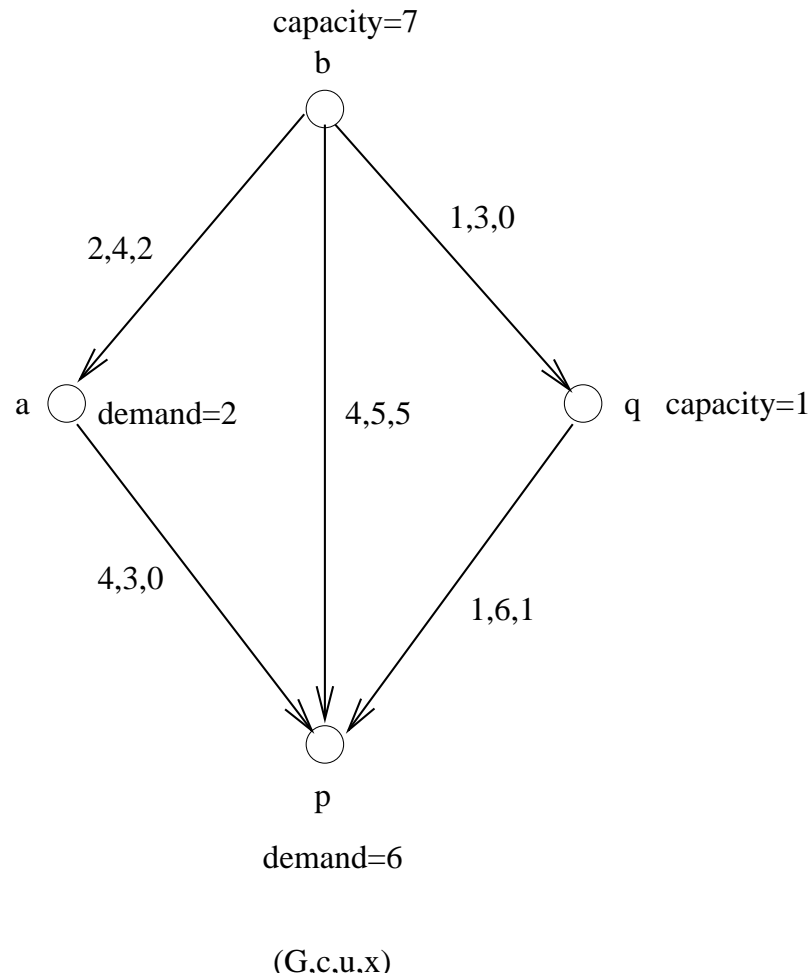 capacity=7
b
1,3,0
2,4,2
a
demand=2
4,5,5
q capacity=1
4,3,0
1,6,1
p
demand=6
(G,c,u,x)